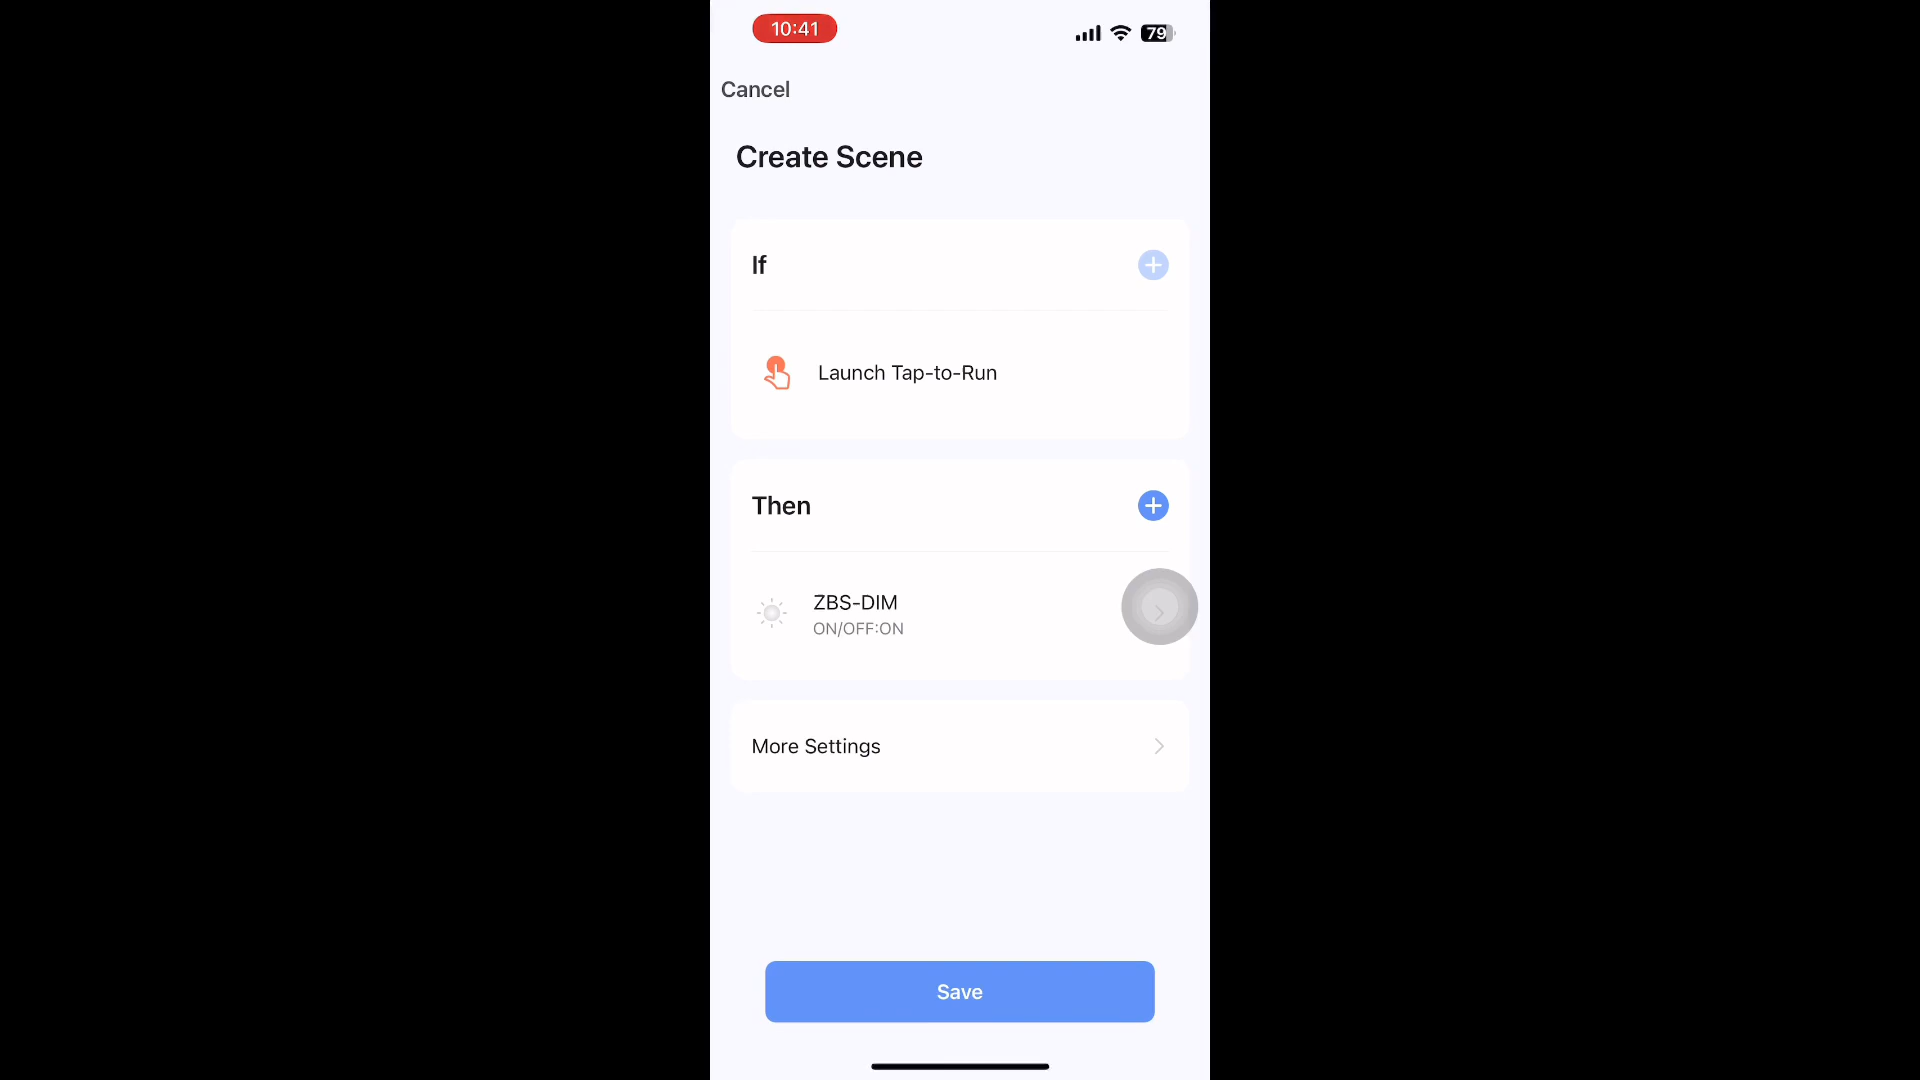 10:41
79
Cancel
Create Scene
If
Launch Tap-to-Run
Then
ZBS-DIM
ON/OFF:ON
More Settings
Save